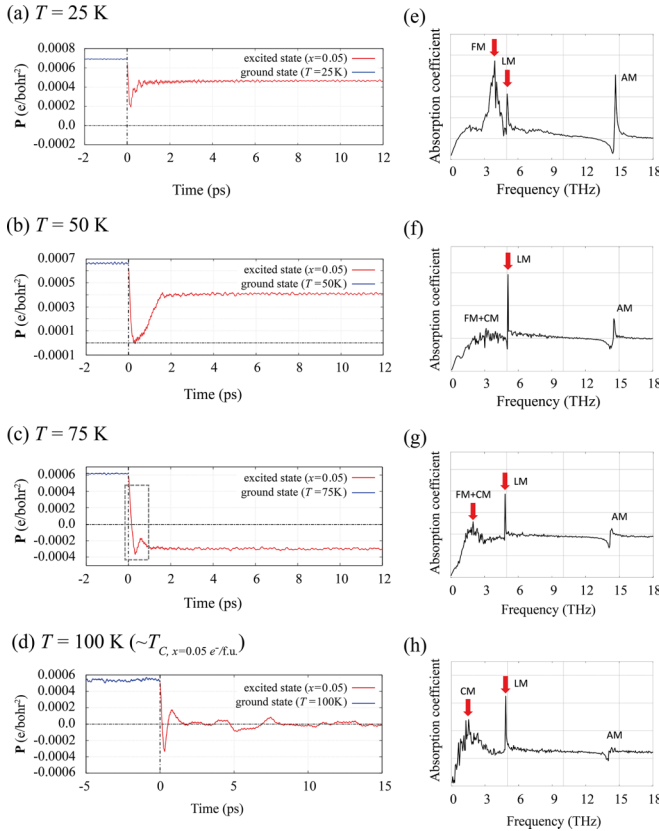 (a) T = 25 K
0.0008
0.0006
0.0004
0.0002
0.0
-0.0002
P (e/bohr²)
excited state (x=0.05)
ground state (T=25K)
-2 0 2 4 6 8 10 12
Time (ps)
(e)
Absorption coefficient
FM
LM
AM
0 3 6 9 12 15 18
Frequency (THz)
(b) T = 50 K
0.0007
0.0005
0.0003
0.0001
-0.0001
P (e/bohr²)
excited state (x=0.05)
ground state (T=50K)
-2 0 2 4 6 8 10 12
Time (ps)
(f)
Absorption coefficient
FM+CM
LM
AM
0 3 6 9 12 15 18
Frequency (THz)
(c) T = 75 K
0.0006
0.0004
0.0002
0.0
-0.0002
-0.0004
P (e/bohr²)
excited state (x=0.05)
ground state (T=75K)
-2 0 2 4 6 8 10 12
Time (ps)
(g)
Absorption coefficient
FM+CM
LM
AM
0 3 6 9 12 15 18
Frequency (THz)
(d) T = 100 K (~T_C, x=0.05 e⁻/f.u.)
0.0006
0.0004
0.0002
0.0
-0.0002
-0.0004
-0.0006
P (e/bohr²)
excited state (x=0.05)
ground state (T=100K)
-5 0 5 10 15
Time (ps)
(h)
Absorption coefficient
CM
LM
AM
0 3 6 9 12 15 18
Frequency (THz)